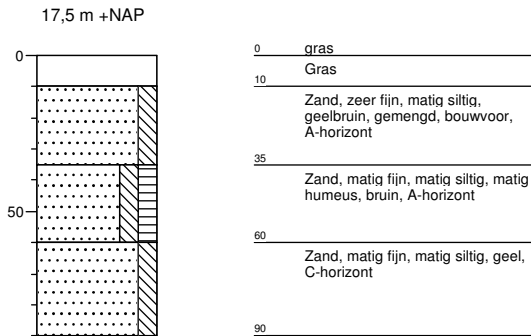 17,5 m +NAP
0
50
0 gras
Gras
10
Zand, zeer fijn, matig siltig,
geelbruin, gemengd, bouwvoor,
A-horizont
35
Zand, matig fijn, matig siltig, matig
humeus, bruin, A-horizont
60
Zand, matig fijn, matig siltig, geel,
C-horizont
90